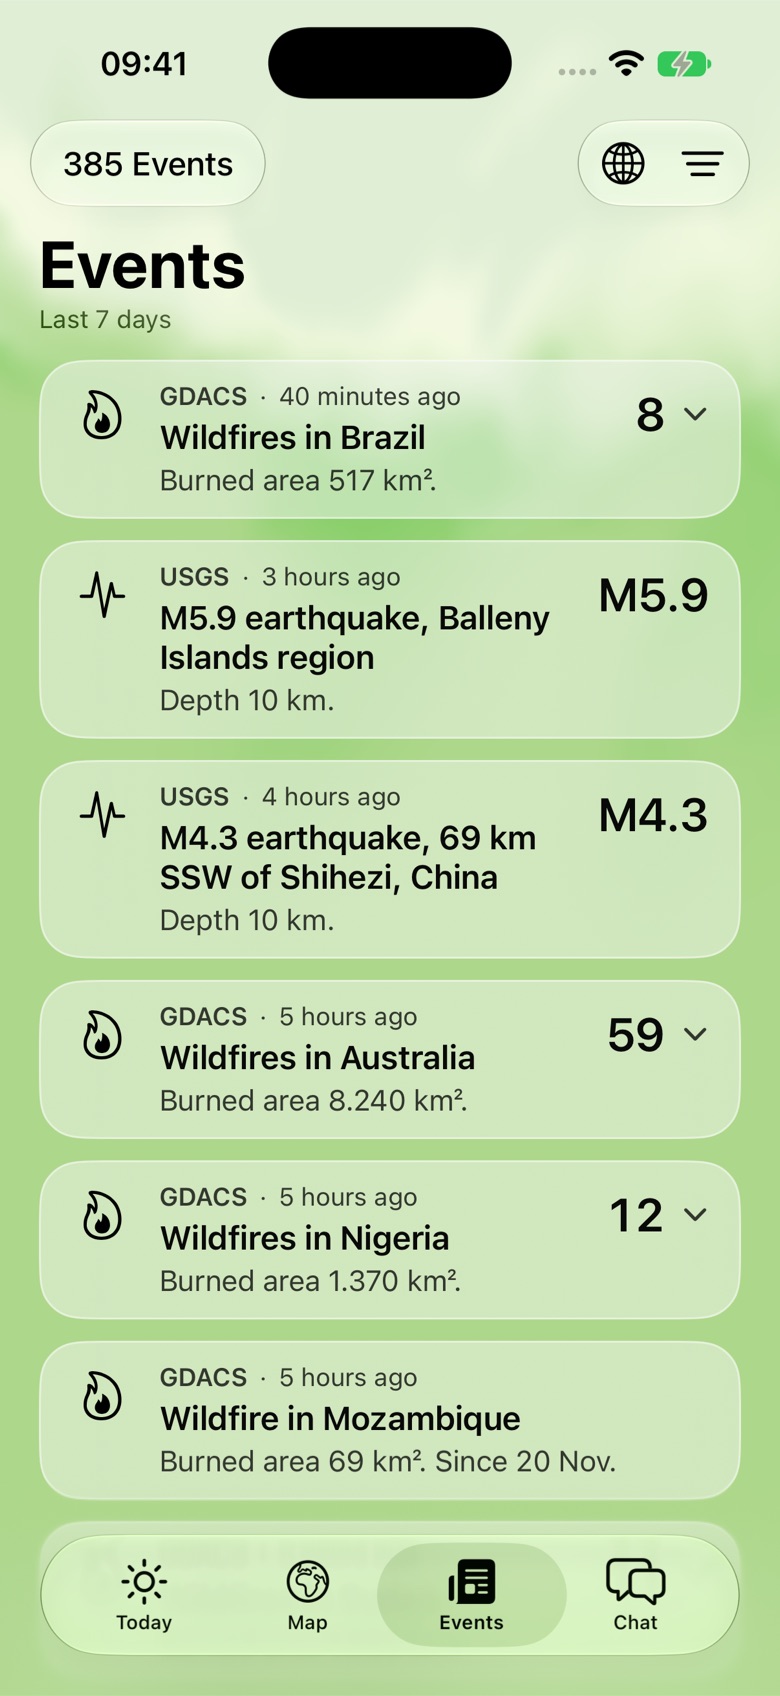 09:41
385 Events
Events
Last 7 days
GDACS · 40 minutes ago
8
Wildfires in Brazil
Burned area 517 km².
USGS · 3 hours ago
M5.9
M5.9 earthquake, Balleny
Islands region
Depth 10 km.
USGS · 4 hours ago
M4.3
M4.3 earthquake, 69 km
SSW of Shihezi, China
Depth 10 km.
GDACS · 5 hours ago
59
Wildfires in Australia
Burned area 8.240 km².
GDACS · 5 hours ago
12
Wildfires in Nigeria
Burned area 1.370 km².
GDACS · 5 hours ago
Wildfire in Mozambique
Burned area 69 km². Since 20 Nov.
Today
Map
Events
Chat